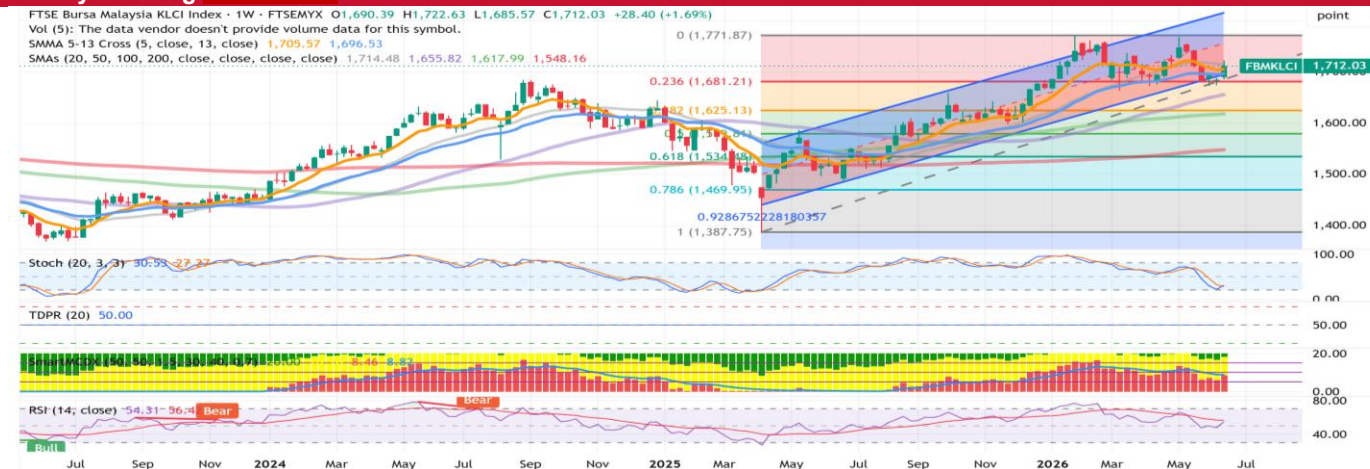 FTSE Bursa Malaysia KLCI Index · 1W · FTSEMYX O1,690.39 H1,722.63 L1,685.57 C1,712.03 +28.40 (+1.69%)
point
Vol (5): The data vendor doesn't provide volume data for this symbol.
SMMA 5-13 Cross (5, close, 13, close) 1,705.57 1,696.53
SMAs (20, 50, 100, 200, close, close, close, close) 1,714.48 1,655.82 1,617.99 1,548.16
0 (1,771.87)
FBMKLCI 1,712.03
0.236 (1,681.21)
(1,625.13)
1,600.00
0.618
1,500.00
0.786 (1,469.95)
0.9286752228180357
1,400.00
1 (1,387.75)
100.00
Stoch (20, 3, 3) 30.53 27.27
0.00
TDPR (20) 50.00
50.00
20.00
8.46 8.82
0.00
80.00
RSI (14, close) 54.31 Bear
Bear
40.00
Bull
Jul Sep Nov 2024 Mar May Jul Sep Nov 2025 Mar May Jul Sep Nov 2026 Mar May Jul